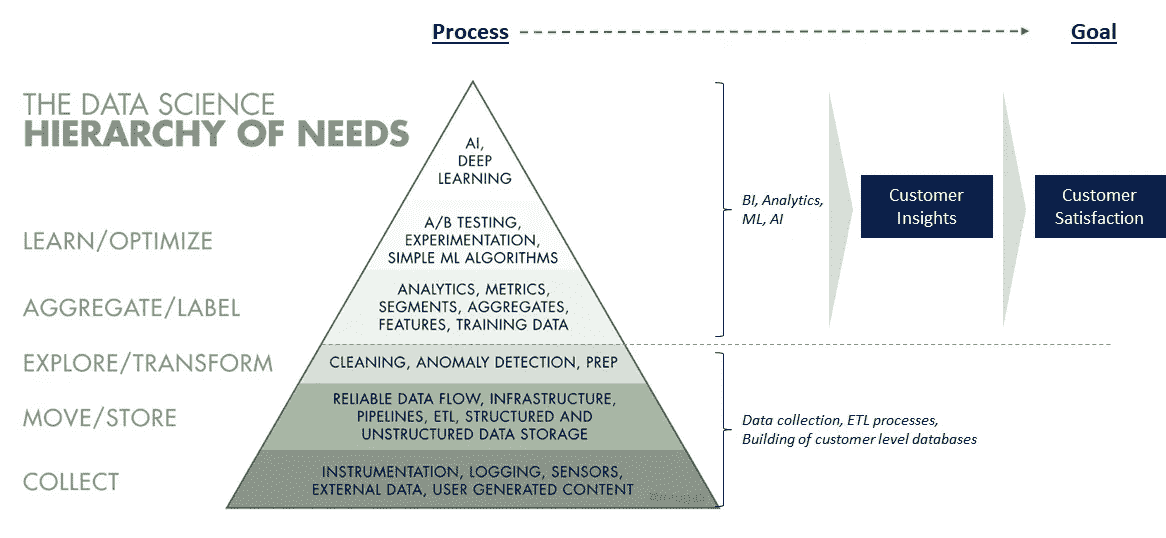 Process
Goal
THE DATA SCIENCE
HIERARCHY OF NEEDS
AI,
DEEP
LEARNING
LEARN/OPTIMIZE
A/B TESTING,
EXPERIMENTATION,
SIMPLE ML ALGORITHMS
AGGREGATE/LABEL
ANALYTICS, METRICS,
SEGMENTS, AGGREGATES,
FEATURES, TRAINING DATA
EXPLORE/TRANSFORM
CLEANING, ANOMALY DETECTION, PREP
MOVE/STORE
RELIABLE DATA FLOW, INFRASTRUCTURE,
PIPELINES, ETL, STRUCTURED AND
UNSTRUCTURED DATA STORAGE
COLLECT
INSTRUMENTATION, LOGGING, SENSORS,
EXTERNAL DATA, USER GENERATED CONTENT
BI, Analytics,
ML, AI
Customer
Insights
Customer
Satisfaction
Data collection, ETL processes,
Building of customer level databases